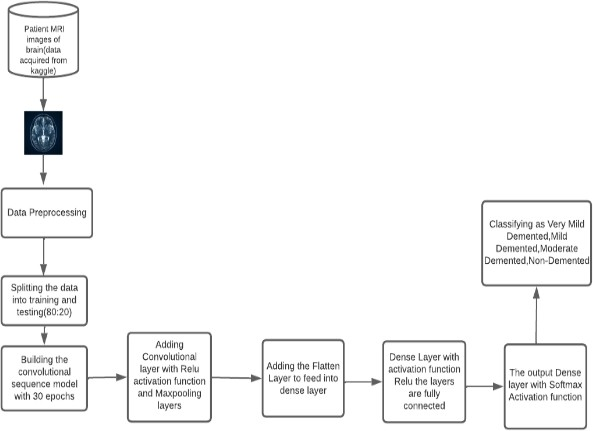 Patient MRI
images of
brain(data
acquired from
kaggle)
Data Preprocessing
Splitting the data
into training and
testing(80:20)
Building the
convolutional
sequence model
with 30 epochs
Adding
Convolutional
layer with Relu
activation function
and Maxpooling
layers
Adding the Flatten
Layer to feed into
dense layer
Dense Layer with
activation function
Relu the layers
are fully
connected
The output Dense
layer with Softmax
Activation function
Classifying as Very Mild
Demented,Mild
Demented,Moderate
Demented,Non-Demented